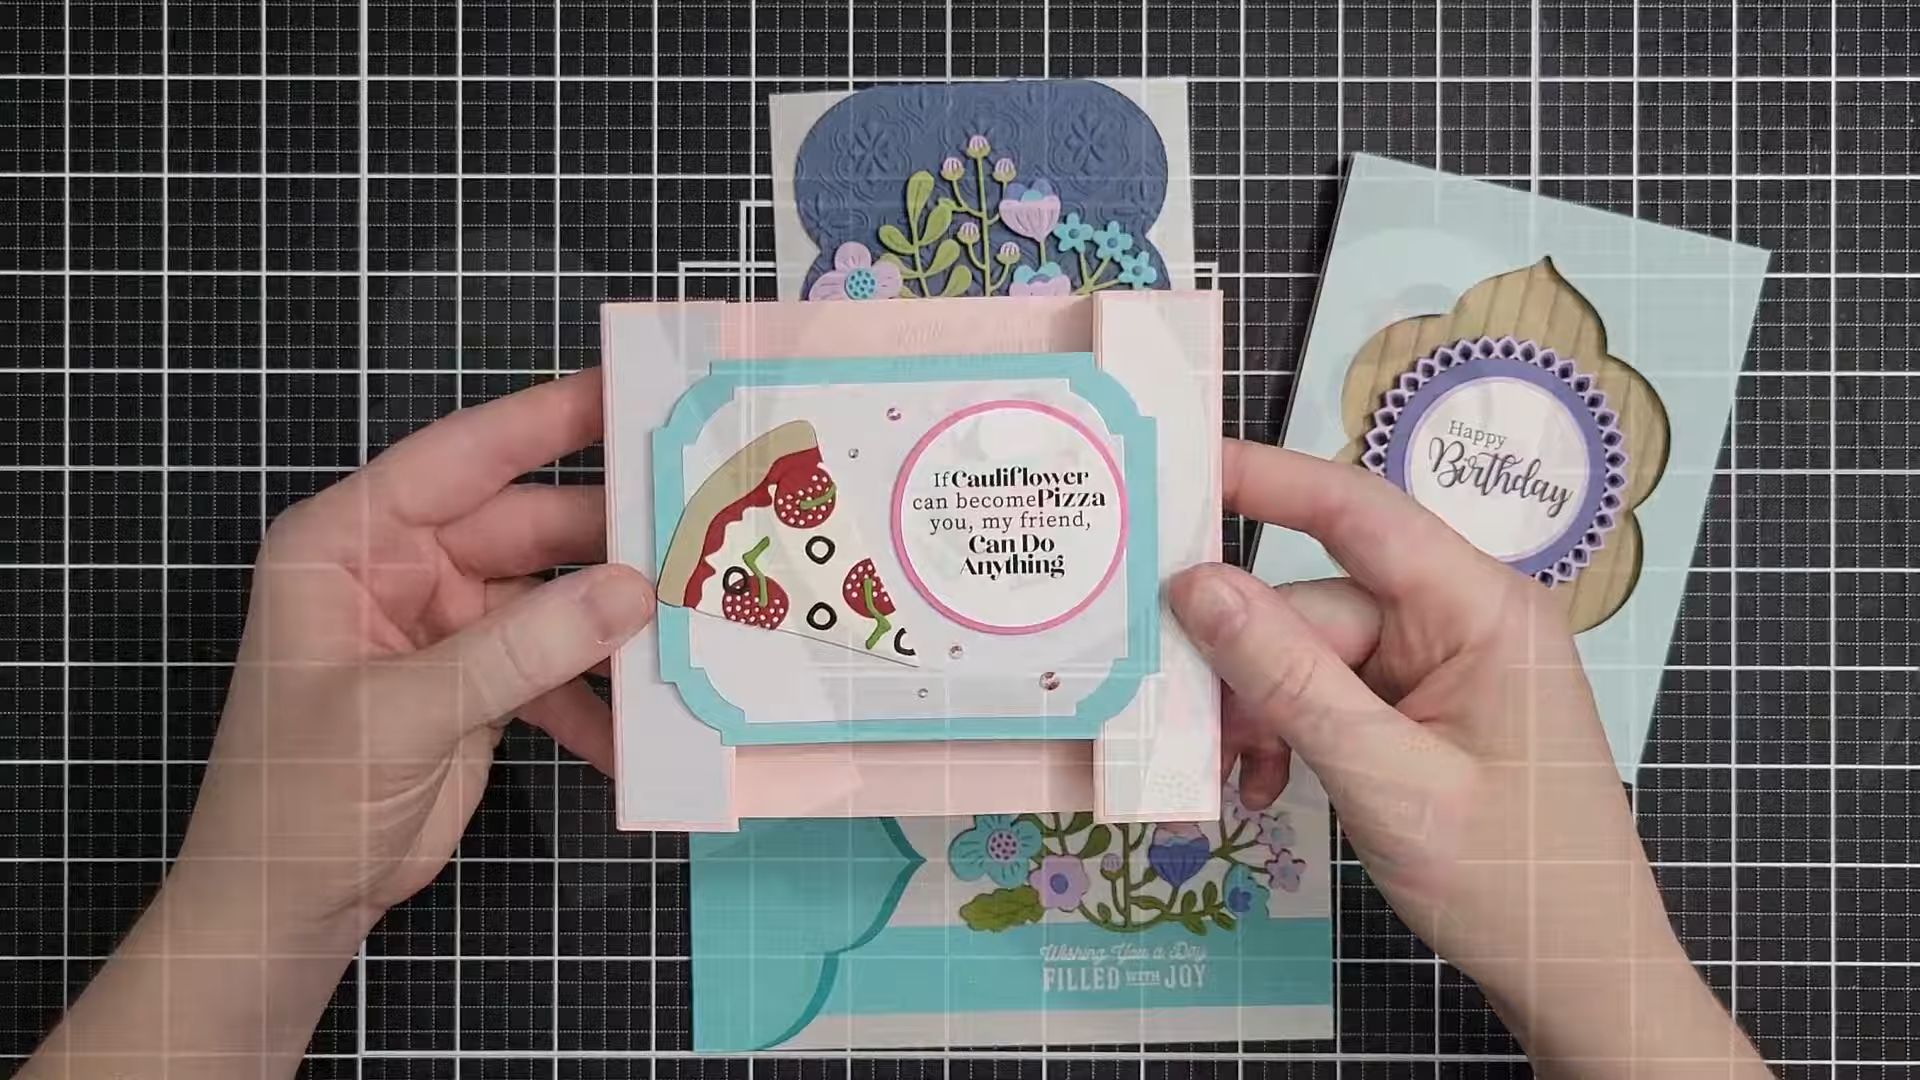 If Cauliflower
can become Pizza
you, my friend,
Can Do
Anything
Happy
Birthday
Wishing You a Day
FILLED WITH JOY